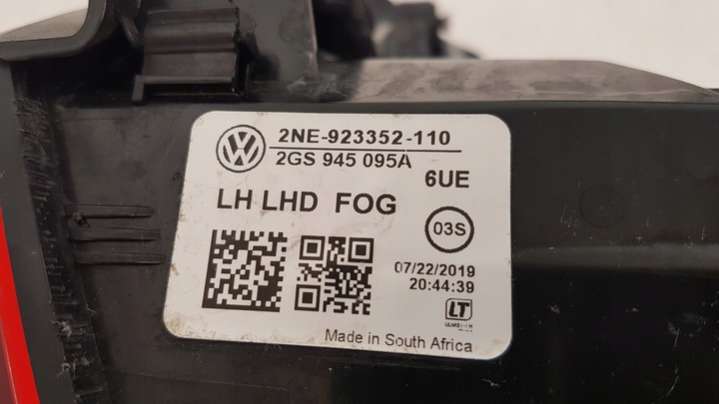 2NE-923352-110
2GS 945 095A
6UE
LH LHD FOG
03S
07/22/2019
20:44:39
LT
Made in South Africa